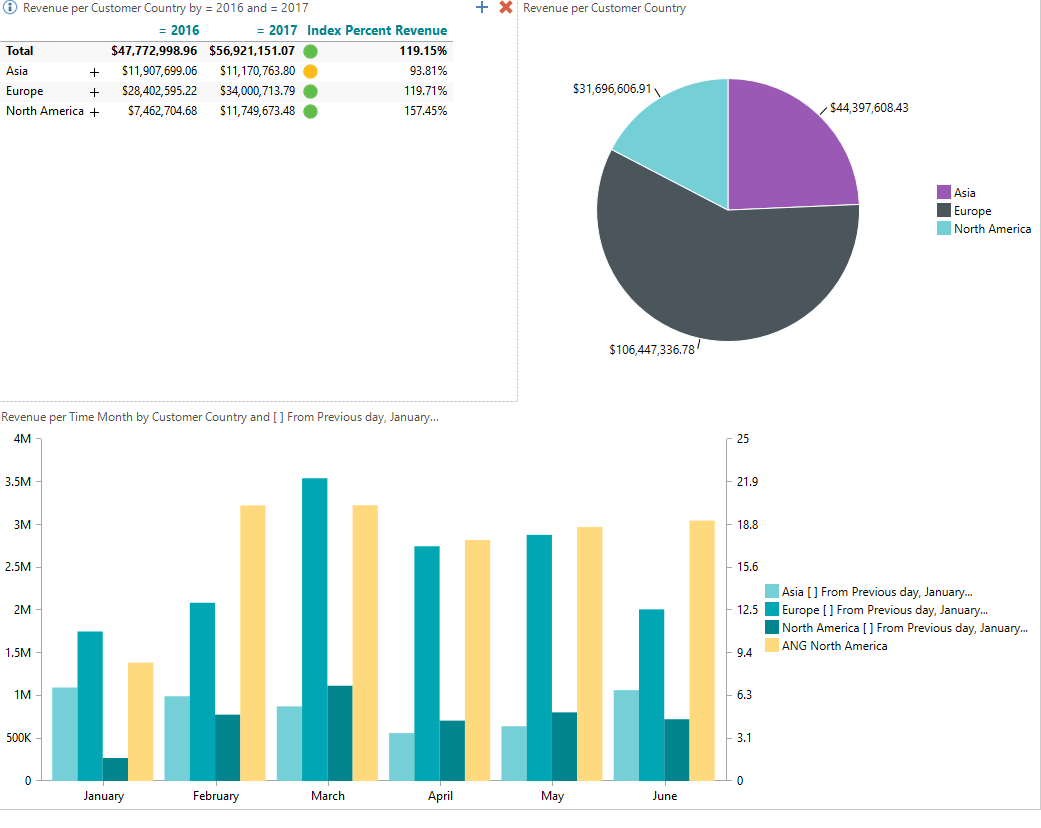 Revenue per Customer Country by = 2016 and = 2017
= 2016 = 2017 Index Percent Revenue
Total $47,772,998.96 $56,921,151.07 119.15%
Asia + $11,907,699.06 $11,170,763.80 93.81%
Europe + $28,402,595.22 $34,000,713.79 119.71%
North America + $7,462,704.68 $11,749,673.48 157.45%
Revenue per Customer Country
$31,696,606.91
$44,397,608.43
$106,447,336.78
Asia
Europe
North America
Revenue per Time Month by Customer Country and [ ] From Previous day, January...
4M 25
3.5M 21.9
3M 18.8
2.5M 15.6
2M 12.5
1.5M 9.4
1M 6.3
500K 3.1
0 0
January February March April May June
Asia [ ] From Previous day, January...
Europe [ ] From Previous day, January...
North America [ ] From Previous day, January...
ANG North America